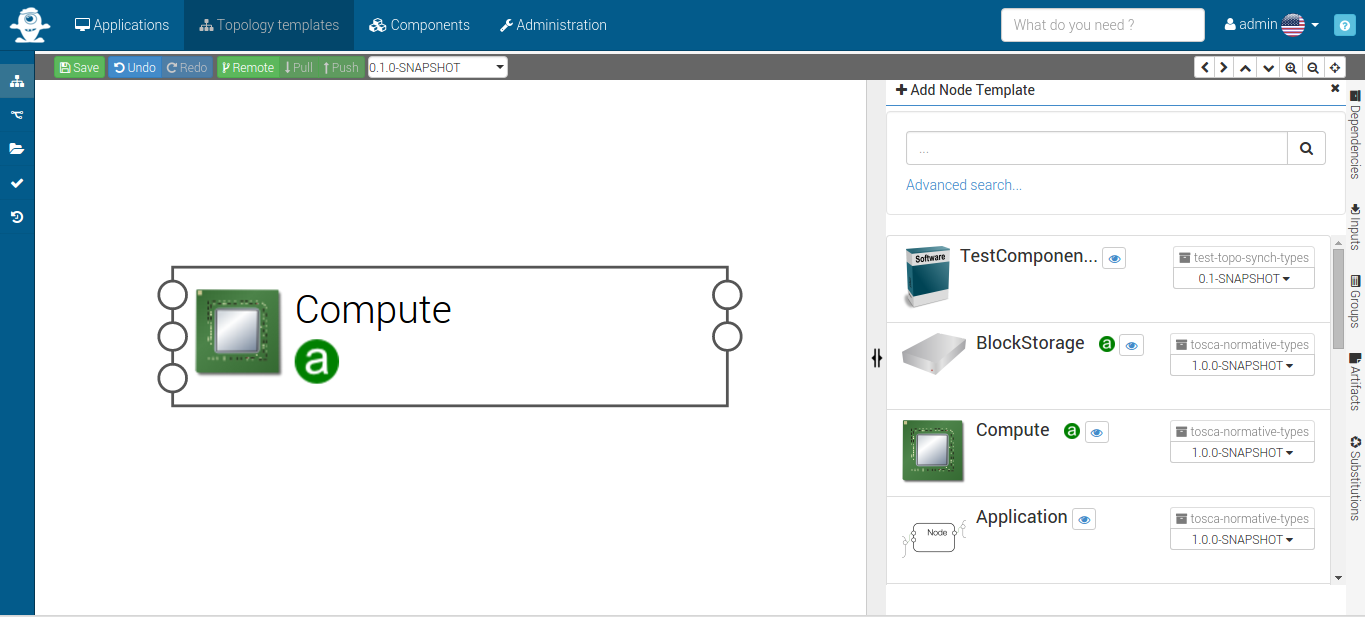 Applications
Topology templates
Components
Administration
What do you need ?
admin
Save
Undo
Redo
Remote
Pull
Push
0.1.0-SNAPSHOT
Add Node Template
...
Advanced search...
Compute
a
Software
TestComponen...
test-topo-synch-types
0.1-SNAPSHOT
BlockStorage
a
tosca-normative-types
1.0.0-SNAPSHOT
Compute
a
tosca-normative-types
1.0.0-SNAPSHOT
Node
Application
tosca-normative-types
1.0.0-SNAPSHOT
Dependencies
Inputs
Groups
Artifacts
Substitutions